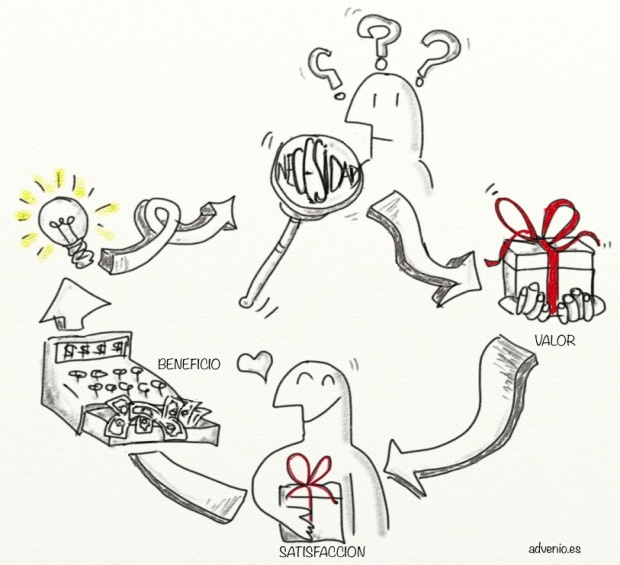 NECESIDAD
VALOR
BENEFICIO
SATISFACCION
advenio.es